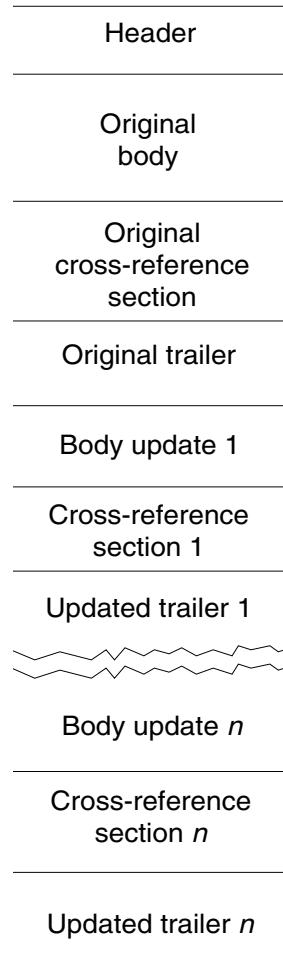 Header
Original
body
Original
cross-reference
section
Original trailer
Body update 1
Cross-reference
section 1
Updated trailer 1
Body update n
Cross-reference
section n
Updated trailer n